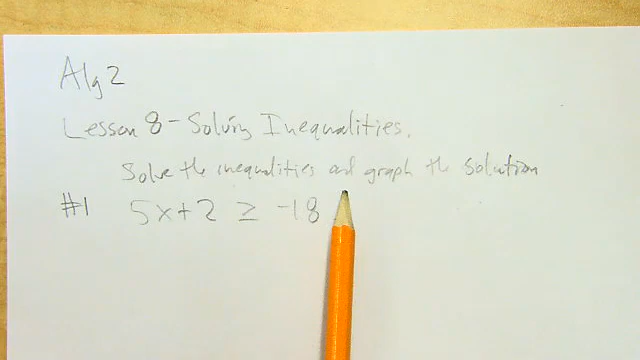 Alg 2
Lesson 8 - Solving Inequalities.
Solve the inequalities and graph the solution
#1 5x+2 ≥ -18